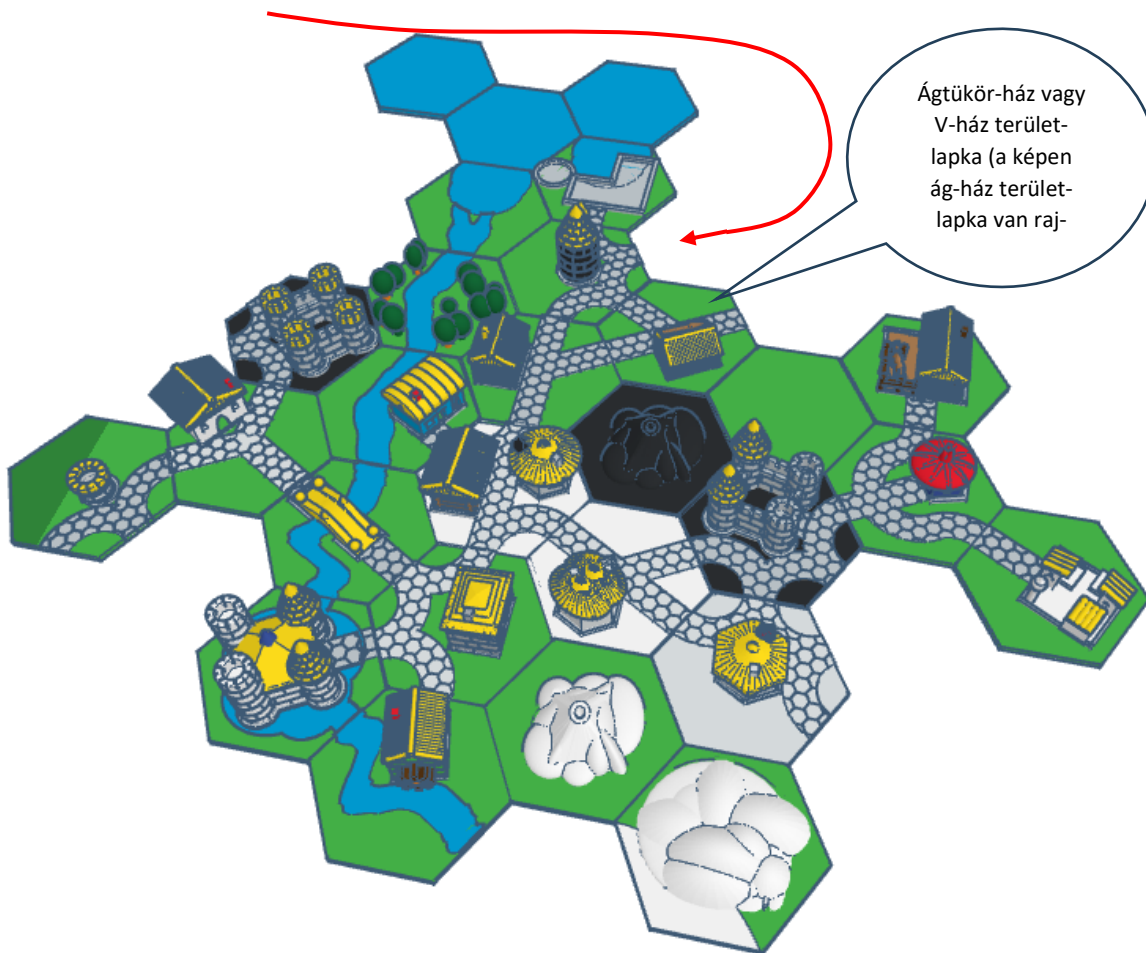 Ágtükör-ház vagy
V-ház terület-
lapka (a képen
ág-ház terület-
lapka van raj-